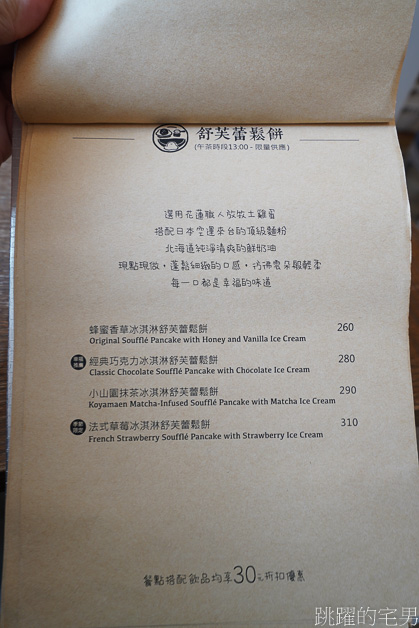 舒芙蕾鬆餅
(午茶時段13:00－限量供應)
選用花蓮職人放牧土雞蛋
搭配日本空運來台的頂級麵粉
北海道純淨清爽的鮮奶油
現點現做，蓬鬆細緻的口感，彷彿雲朵般輕柔
每一口都是幸福的味道
蜂蜜香草冰淇淋舒芙蕾鬆餅 260
Original Soufflé Pancake with Honey and Vanilla Ice Cream
經典巧克力冰淇淋舒芙蕾鬆餅 280
Classic Chocolate Soufflé Pancake with Chocolate Ice Cream
小山園抹茶冰淇淋舒芙蕾鬆餅 290
Koyamaen Matcha-Infused Soufflé Pancake with Matcha Ice Cream
季節限定 法式草莓冰淇淋舒芙蕾鬆餅 310
French Strawberry Soufflé Pancake with Strawberry Ice Cream
餐點搭配飲品均享30元折扣優惠
跳躍的宅男